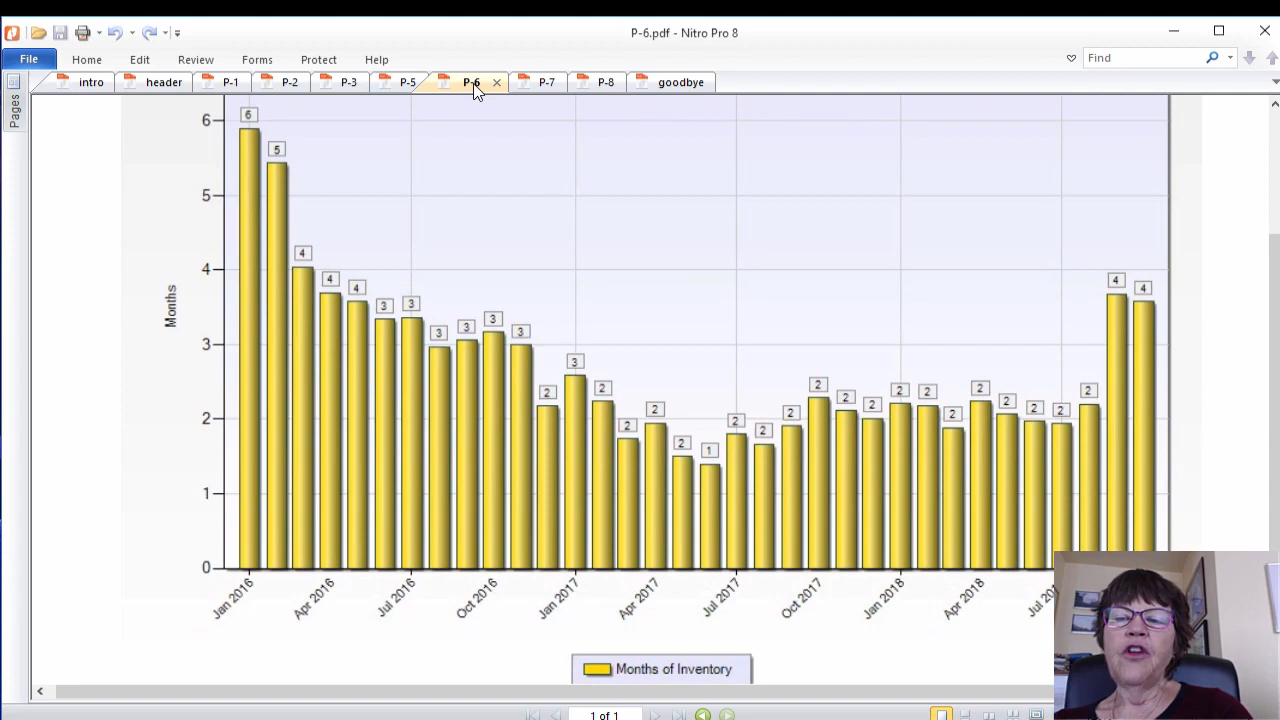 P-6.pdf - Nitro Pro 8
File Home Edit Review Forms Protect Help Find
intro header P-1 P-2 P-3 P-5 P-6 P-7 P-8 goodbye
Pages
Months
6
5
4
3
2
1
0
6 5 4 4 4 3 3 3 3 3 3 2 3 2 2 2 2 1 2 2 2 2 2 2 2 2 2 2 2 2 2 2 4 4
Jan 2016 Apr 2016 Jul 2016 Oct 2016 Jan 2017 Apr 2017 Jul 2017 Oct 2017 Jan 2018 Apr 2018 Jul 201
Months of Inventory
1 of 1